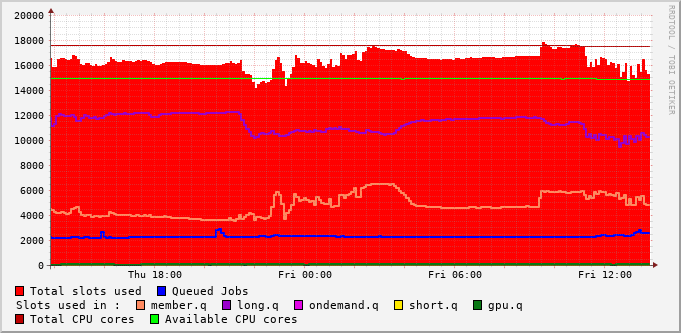 20000
18000
16000
14000
12000
10000
8000
6000
4000
2000
0
Thu 18:00 Fri 00:00 Fri 06:00 Fri 12:00
Total slots used Queued Jobs
Slots used in : member.q long.q ondemand.q short.q gpu.q
Total CPU cores Available CPU cores
RRDTOOL / TOBI OETIKER